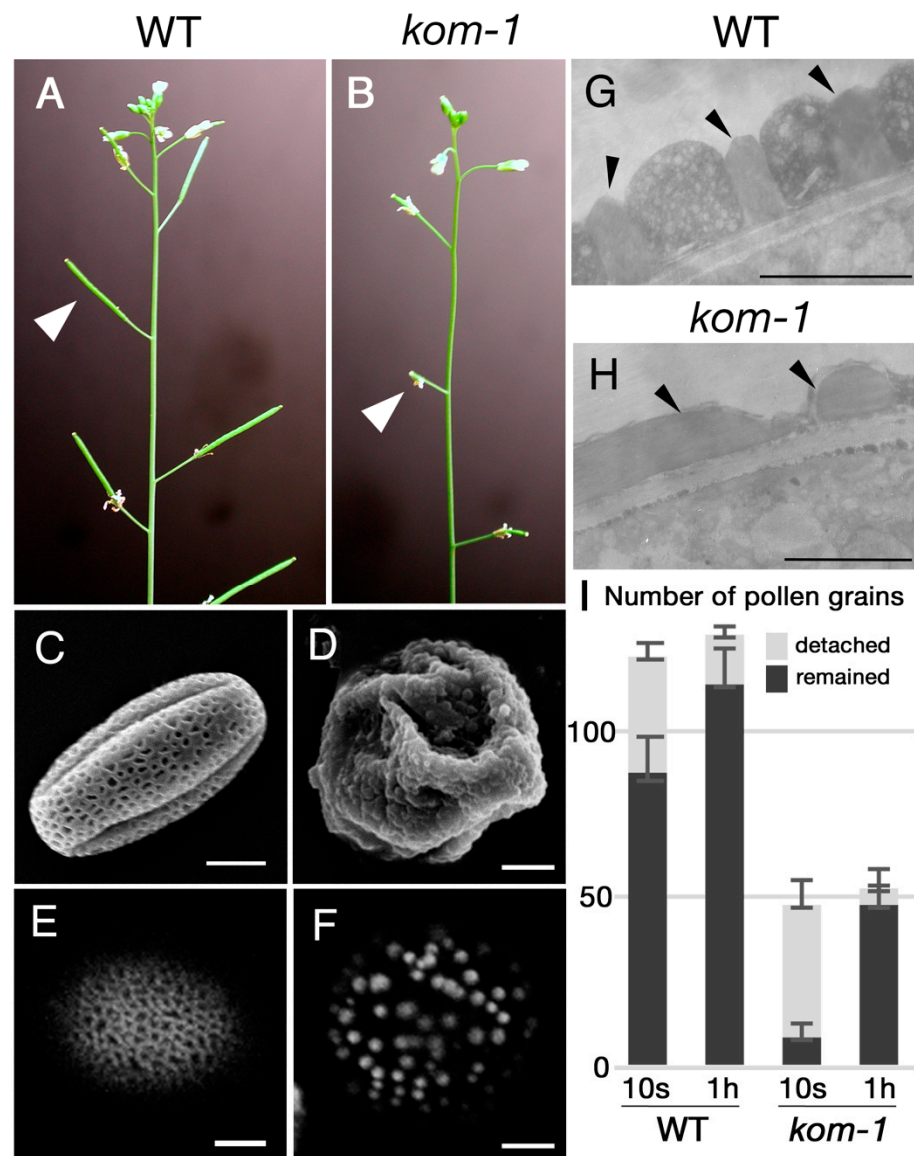 WT
kom-1
WT
A
B
G
kom-1
H
I Number of pollen grains
detached
remained
C
D
100
50
E
F
0
10s 1h 10s 1h
WT kom-1